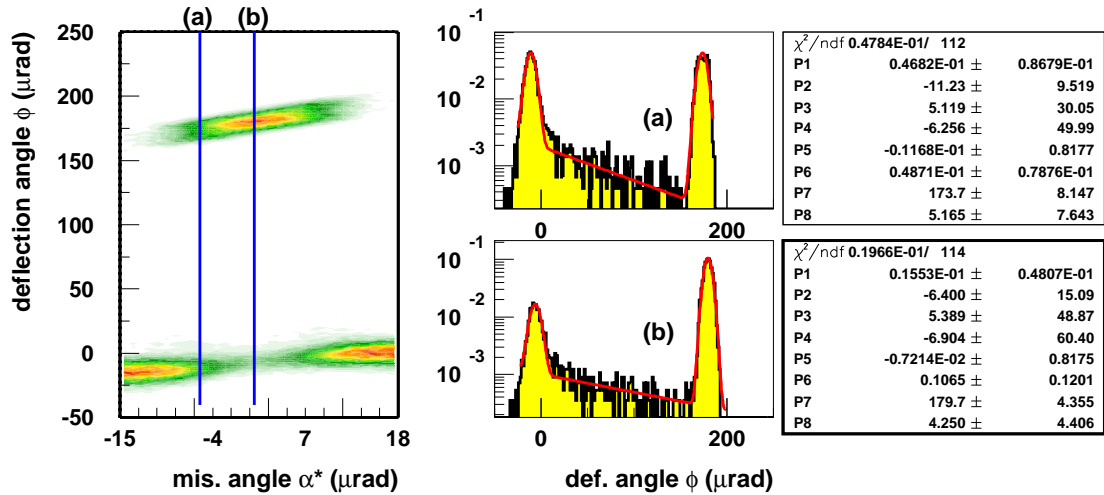 (a) (b)
deflection angle ϕ (μrad)
250
200
150
100
50
0
-50
-15 -4 7 18
mis. angle α* (μrad)
10 -1
10 -2
10 -3
(a)
0 200
10 -1
10 -2
10 -3
(b)
0 200
def. angle ϕ (μrad)
χ²/ndf 0.4784E-01/ 112
P1 0.4682E-01 ± 0.8679E-01
P2 -11.23 ± 9.519
P3 5.119 ± 30.05
P4 -6.256 ± 49.99
P5 -0.1168E-01 ± 0.8177
P6 0.4871E-01 ± 0.7876E-01
P7 173.7 ± 8.147
P8 5.165 ± 7.643
χ²/ndf 0.1966E-01/ 114
P1 0.1553E-01 ± 0.4807E-01
P2 -6.400 ± 15.09
P3 5.389 ± 48.87
P4 -6.904 ± 60.40
P5 -0.7214E-02 ± 0.8175
P6 0.1065 ± 0.1201
P7 179.7 ± 4.355
P8 4.250 ± 4.406